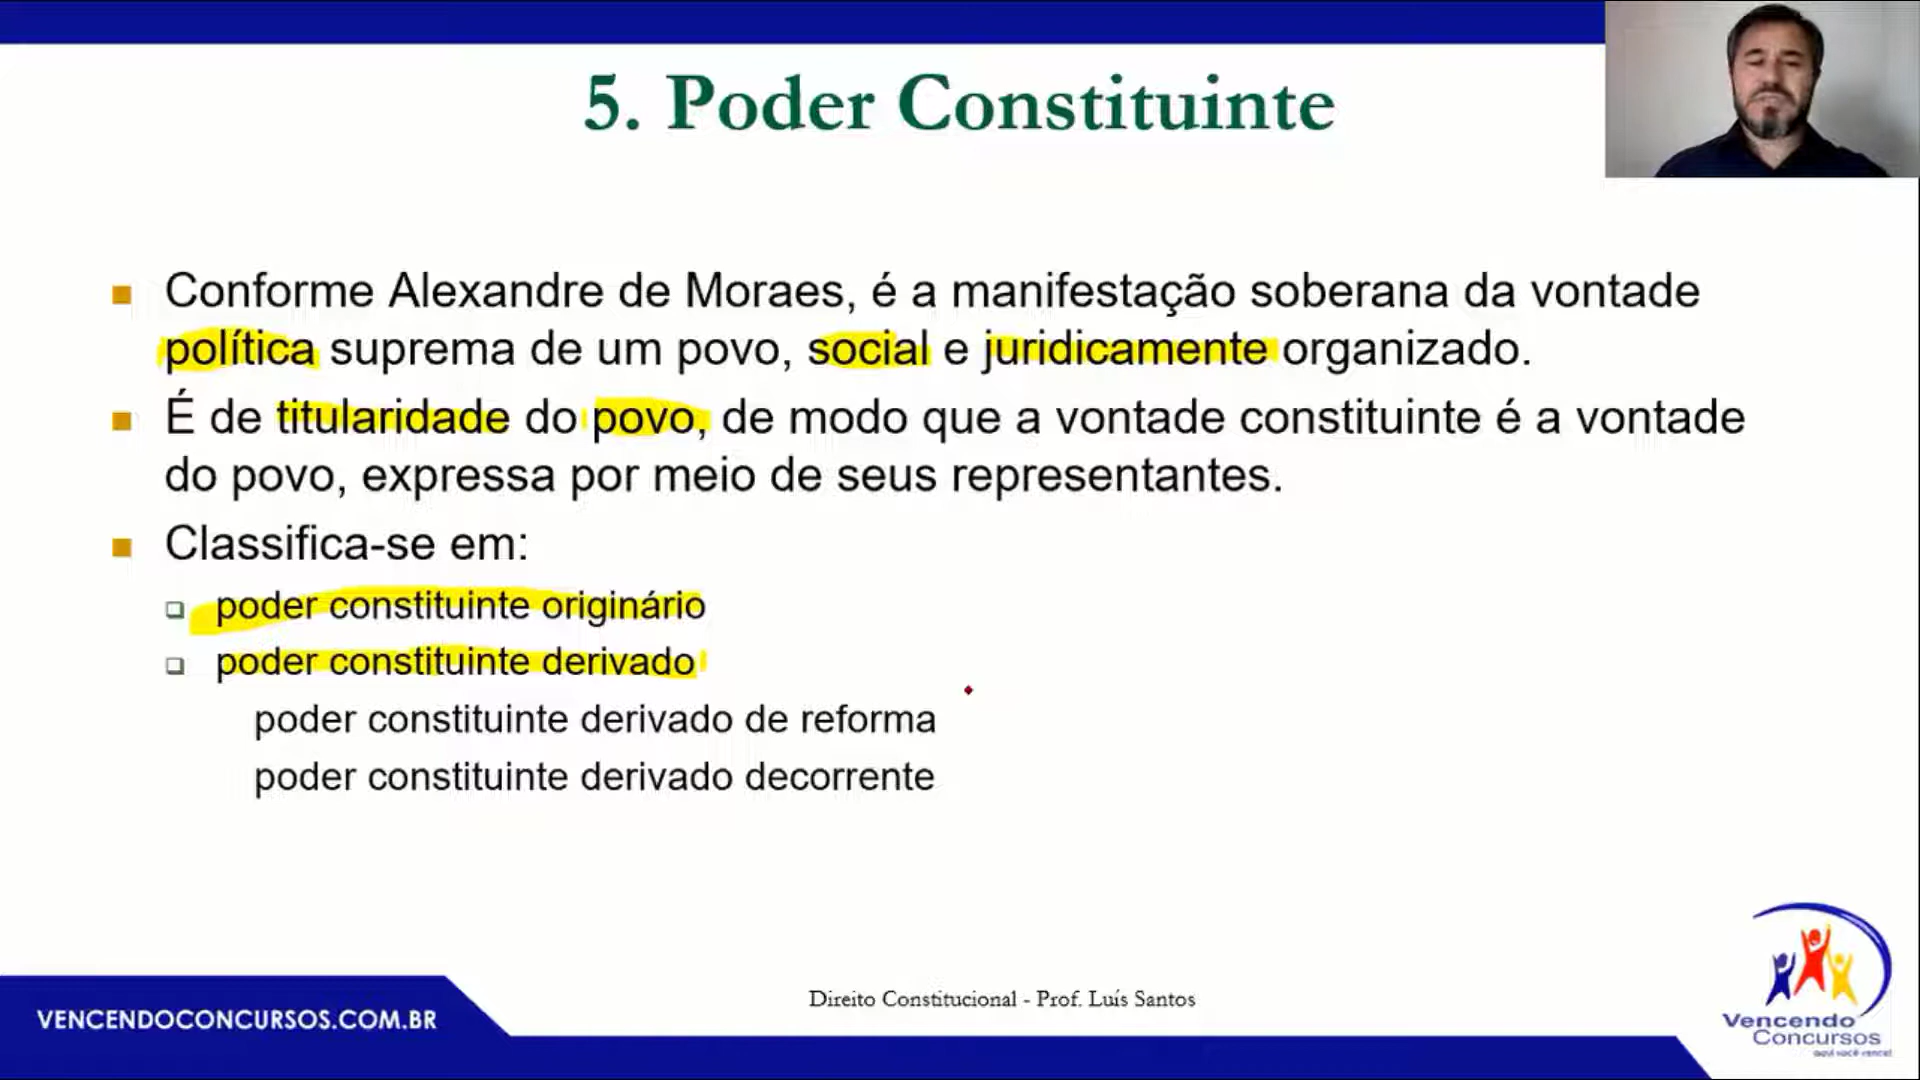 5. Poder Constituinte
Conforme Alexandre de Moraes, é a manifestação soberana da vontade
política suprema de um povo, social e juridicamente organizado.
É de titularidade do povo, de modo que a vontade constituinte é a vontade
do povo, expressa por meio de seus representantes.
Classifica-se em:
poder constituinte originário
poder constituinte derivado
poder constituinte derivado de reforma
poder constituinte derivado decorrente
Direito Constitucional - Prof. Luís Santos
VENCENDOCONCURSOS.COM.BR
Vencendo
Concursos
aqui você vence!